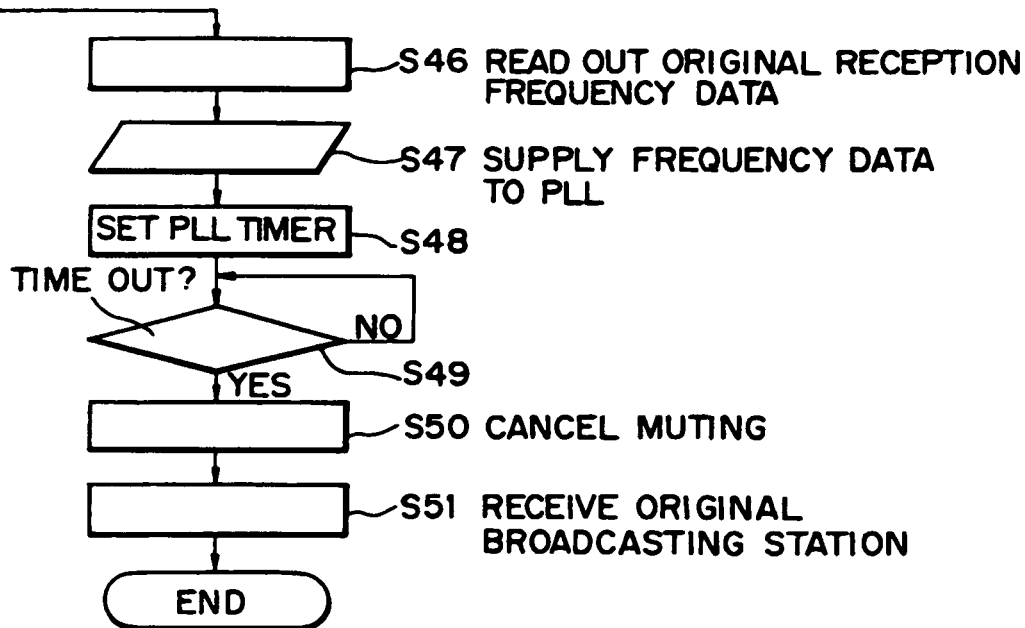 S46 READ OUT ORIGINAL RECEPTION
FREQUENCY DATA
S47 SUPPLY FREQUENCY DATA
TO PLL
SET PLL TIMER
S48
TIME OUT?
NO
S49
YES
S50 CANCEL MUTING
S51 RECEIVE ORIGINAL
BROADCASTING STATION
END